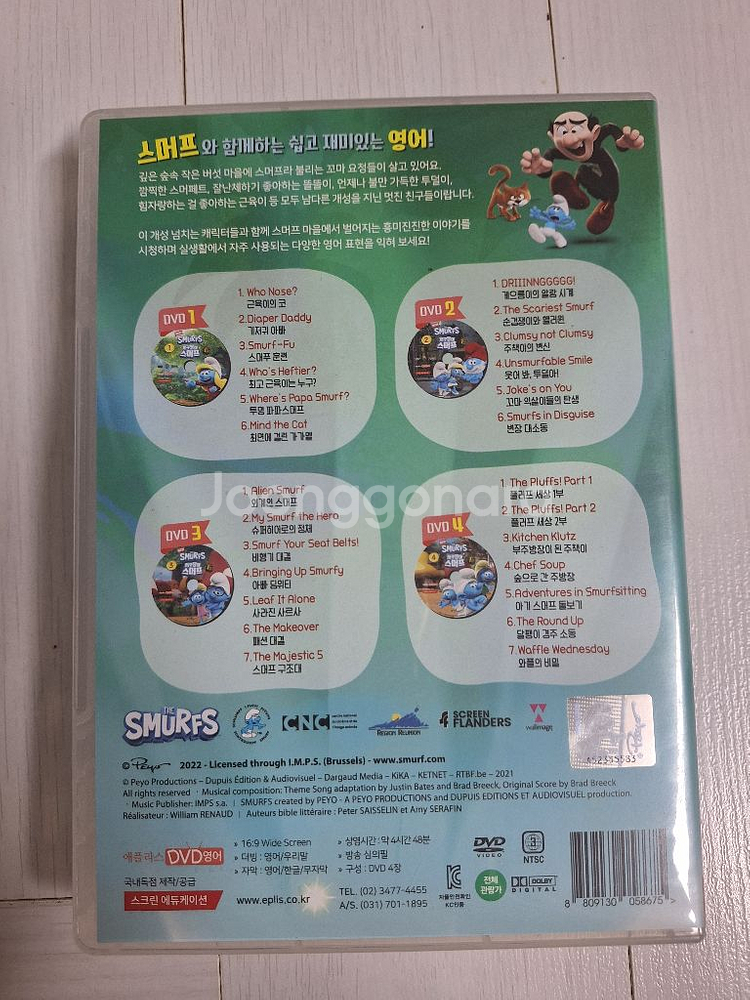 스머프와 함께하는 쉽고 재미있는 영어!
깊은 숲속 작은 버섯 마을에 스머프라 불리는 꼬마 요정들이 살고 있어요.
깜찍한 스머페트, 잘난체하기 좋아하는 똘똘이, 언제나 불만 가득한 투덜이,
힘자랑하는 걸 좋아하는 근육이 등 모두 남다른 개성을 지닌 멋진 친구들이랍니다.
이 개성 넘치는 캐릭터들과 함께 스머프 마을에서 벌어지는 흥미진진한 이야기를
시청하며 실생활에서 자주 사용되는 다양한 영어 표현을 익혀 보세요!
DVD 1
1. Who Nose?
근육이의 코
2.Diaper Daddy
기저귀 아빠
3.Smurf-Fu
스머푸 훈련
4.Who's Heftier?
최고 근육이는 누구?
5.Where's Papa Smurf?
투명 파파스머프
6.Mind the Cat
최면에 걸린 가가멜
DVD 2
1. DRIIINNGGGGG!
게으름이의 알람 시계
2.The Scariest Smurf
순겁쟁이와 핼러윈
3.Clumsy not Clumsy
주책이의 변신
4.Unsmurfable Smile
웃어 봐, 투덜이!
5.Joke's on You
꼬마 익살이들의 탄생
6.Smurfs in Disguise
변장 대소동
DVD 3
1. Alien Smurf
외계인 스머프
2.My Smurf the Hero
슈퍼히어로의 정체
3.Smurf Your Seat Belts!
비행기 대결
4.Bringing Up Smurfy
아빠 덤위티
5.Leaf It Alone
사라진 사르사
6.The Makeover
패션 대결
7.The Majestic 5
스머프 구조대
DVD 4
1. The Pluffs! Part 1
플러프 세상 1부
2. The Pluffs! Part 2
플러프 세상 2부
3.Kitchen Klutz
부주방장이 된 주책이
4.Chef Soup
숲으로 간 주방장
5.Adventures in Smurfsitting
아기 스머프 돌보기
6.The Round Up
달팽이 경주 소동
7.Waffle Wednesday
와플의 비밀
Joonggonara
THE SMURFS
CNC
REGION REUNION
SCREEN FLANDERS
wallimage
© Peyo 2022 - Licensed through I.M.P.S. (Brussels) - www.smurf.com
© Peyo Productions – Dupuis Édition & Audiovisuel – Dargaud Media – KiKA – KETNET – RTBF.be – 2021
All rights reserved · Musical composition: Theme Song adaptation by Justin Bates and Brad Breeck, Original Score by Brad Breeck
· Music Publisher: IMPS s.a. | SMURFS created by PEYO - A PEYO PRODUCTIONS and DUPUIS EDITIONS ET AUDIOVISUEL production.
Réalisateur : William RENAUD | Auteurs bible littéraire : Peter SAISSELIN et Amy SERAFIN
에플리스 DVD영어
국내독점 제작/공급
스크린 에듀케이션
» 16:9 Wide Screen
» 더빙 : 영어/우리말
» 자막 : 영어/한글/무자막
» 상영시간 : 약 4시간 48분
» 방송 심의필
» 구성 : DVD 4장
www.eplis.co.kr
TEL. (02) 3477-4455
A/S. (031) 701-1895
DVD VIDEO
3
NTSC
자율안전확인
KC인증
전체
관람가
DOLBY DIGITAL
8 809130 058675 >